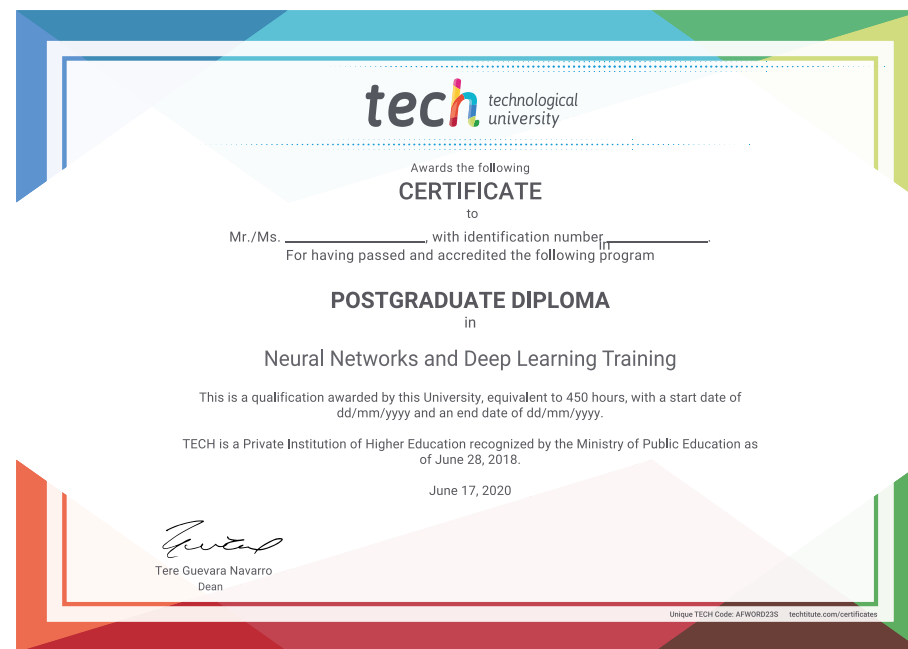 tech technological
university
Awards the following
CERTIFICATE
to
Mr./Ms. ____________________, with identification number ______________.
in
For having passed and accredited the following program
POSTGRADUATE DIPLOMA
in
Neural Networks and Deep Learning Training
This is a qualification awarded by this University, equivalent to 450 hours, with a start date of
dd/mm/yyyy and an end date of dd/mm/yyyy.
TECH is a Private Institution of Higher Education recognized by the Ministry of Public Education as
of June 28, 2018.
June 17, 2020
Tere Guevara Navarro
Dean
Unique TECH Code: AFWORD23S techtitute.com/certificates